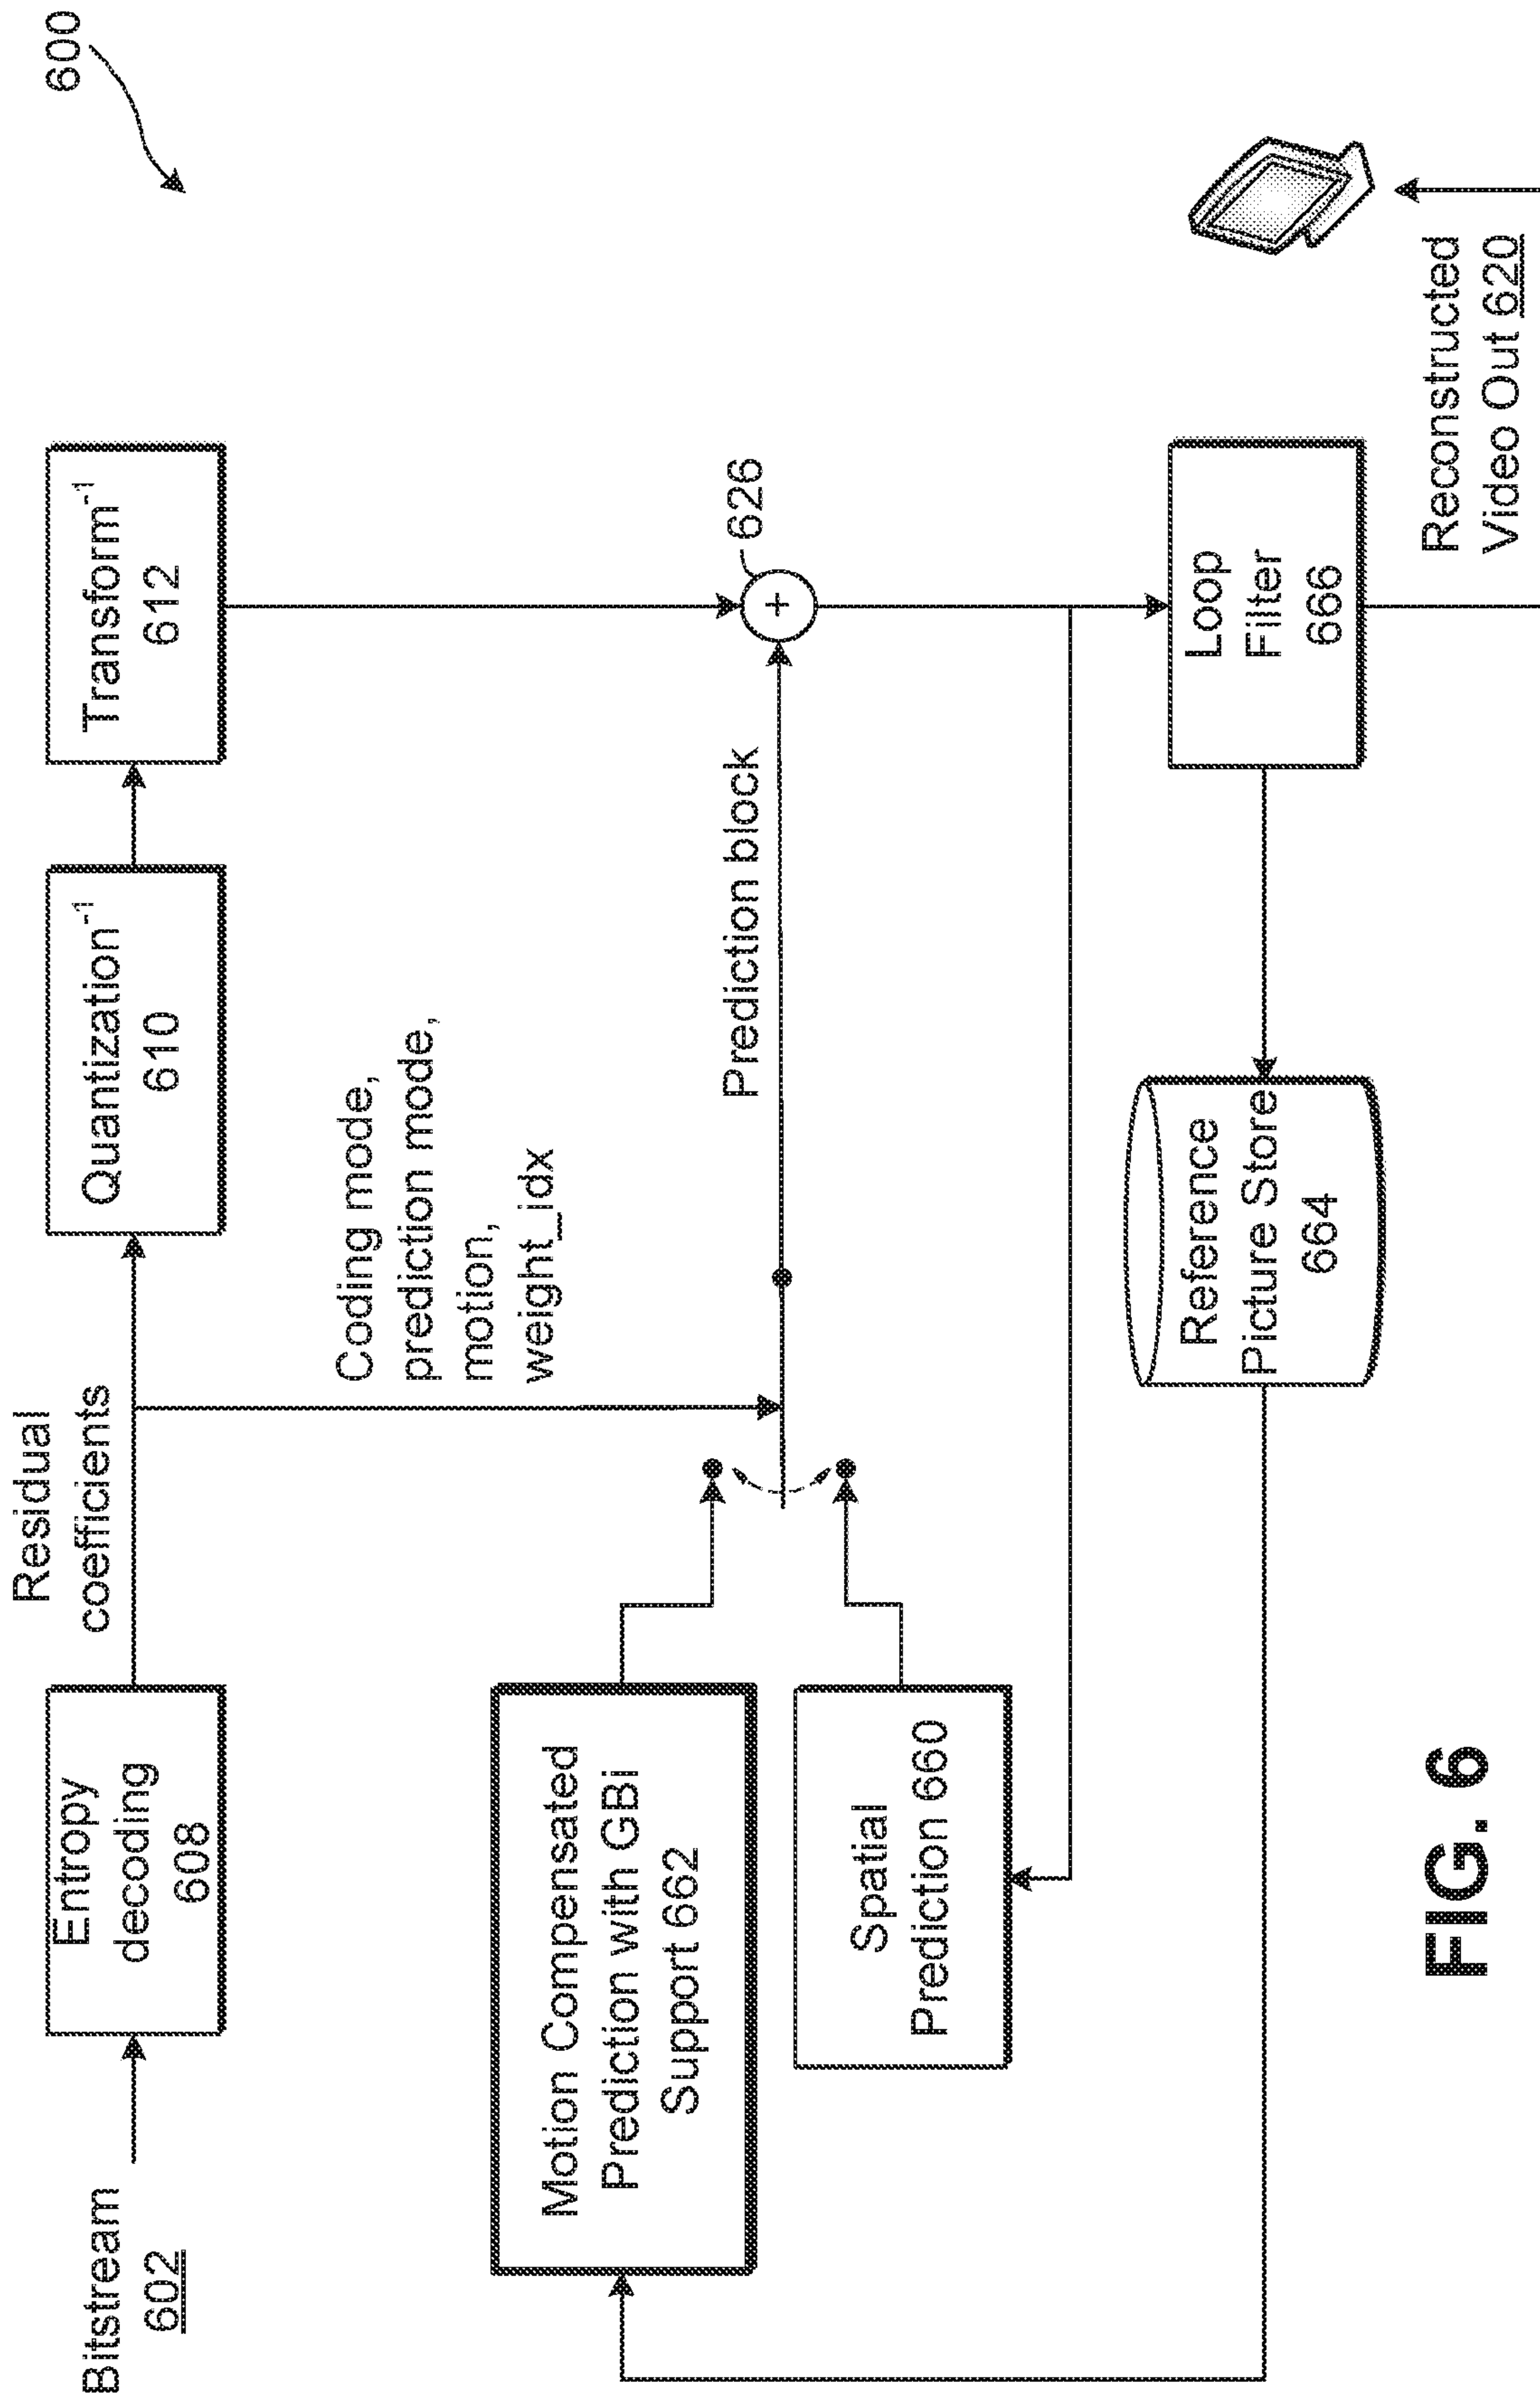 600
Bitstream
602
Entropy
decoding
608
Residual
coefficients
Quantization⁻¹
610
Transform⁻¹
612
Coding mode,
prediction mode,
motion,
weight_idx
Motion Compensated
Prediction with GBi
Support 662
Prediction block
626
+
Spatial
Prediction 660
Reference
Picture Store
664
Loop
Filter
666
Reconstructed
Video Out 620
FIG. 6